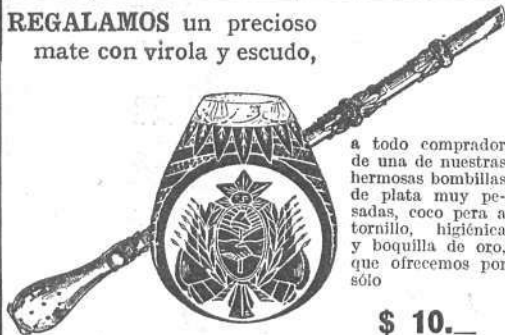 REGALAMOS un precioso
mate con virola y escudo,
a todo comprador
de una de nuestras
hermosas bombillas
de plata muy pe-
sadas, coco pera a
tornillo, higiénica
y boquilla de oro,
que ofrecemos por
sólo
$ 10.—